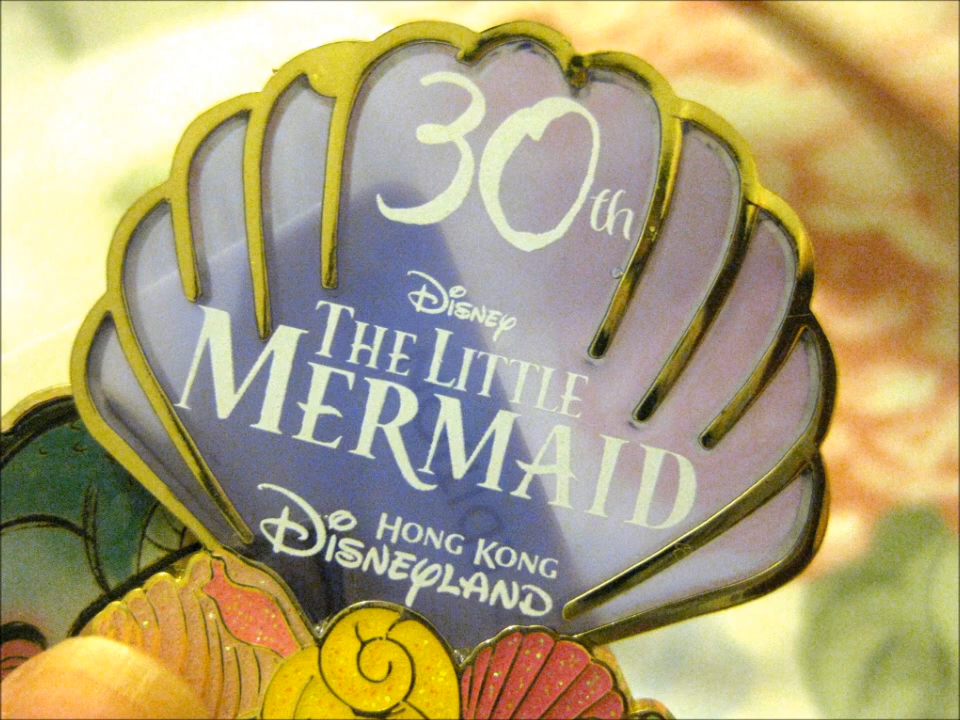 30th
Disney
THE LITTLE
MERMAID
HONG KONG
DISNEYLAND